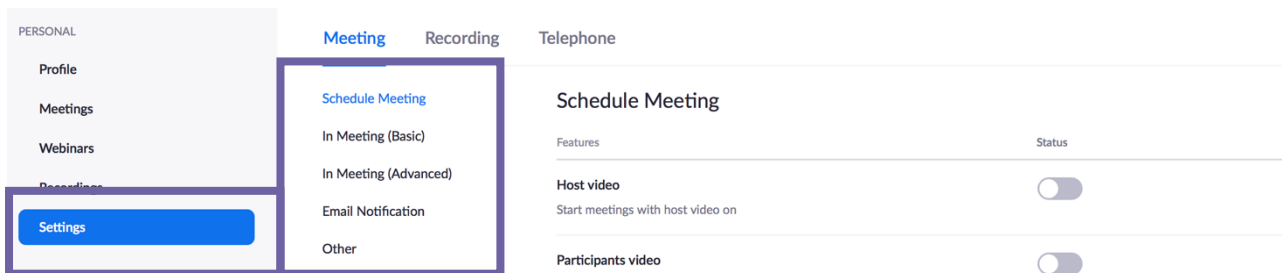 PERSONAL
Profile
Meetings
Webinars
Recordings
Settings
Meeting Recording Telephone
Schedule Meeting
In Meeting (Basic)
In Meeting (Advanced)
Email Notification
Other
Schedule Meeting
Features Status
Host video
Start meetings with host video on
Participants video